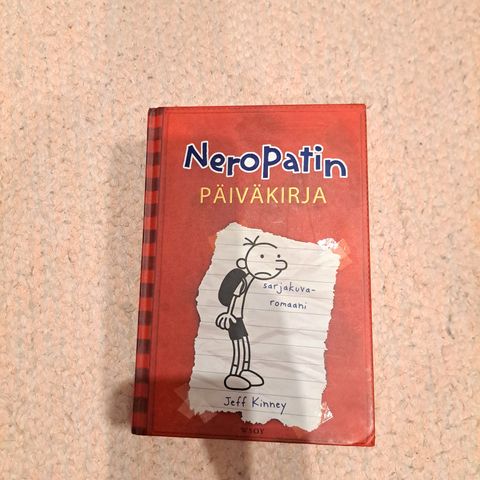 Neropatin
PÄIVÄKIRJA
sarjakuva-
romaani
Jeff Kinney
WSOY